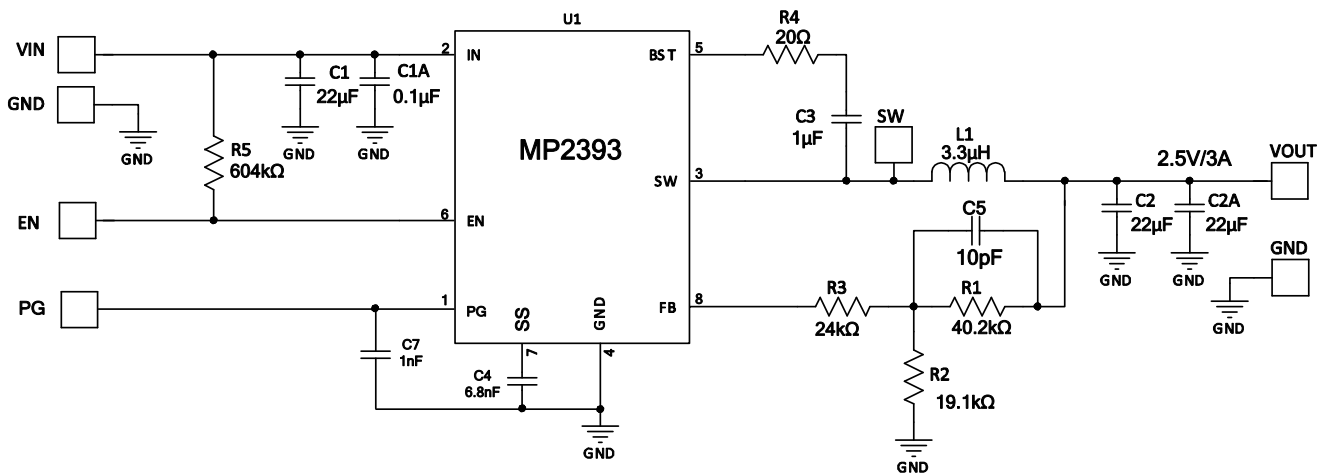 U1
MP2393
VIN
GND
GND
R5
604kΩ
C1
22µF
GND
C1A
0.1µF
GND
EN
PG
C7
1nF
2
IN
6
EN
1
PG
SS
7
GND
4
C4
6.8nF
GND
BST
5
SW
3
FB
8
R4
20Ω
C3
1µF
SW
L1
3.3µH
2.5V/3A
VOUT
C2
22µF
GND
C2A
22µF
GND
GND
GND
C5
10pF
R3
24kΩ
R1
40.2kΩ
R2
19.1kΩ
GND